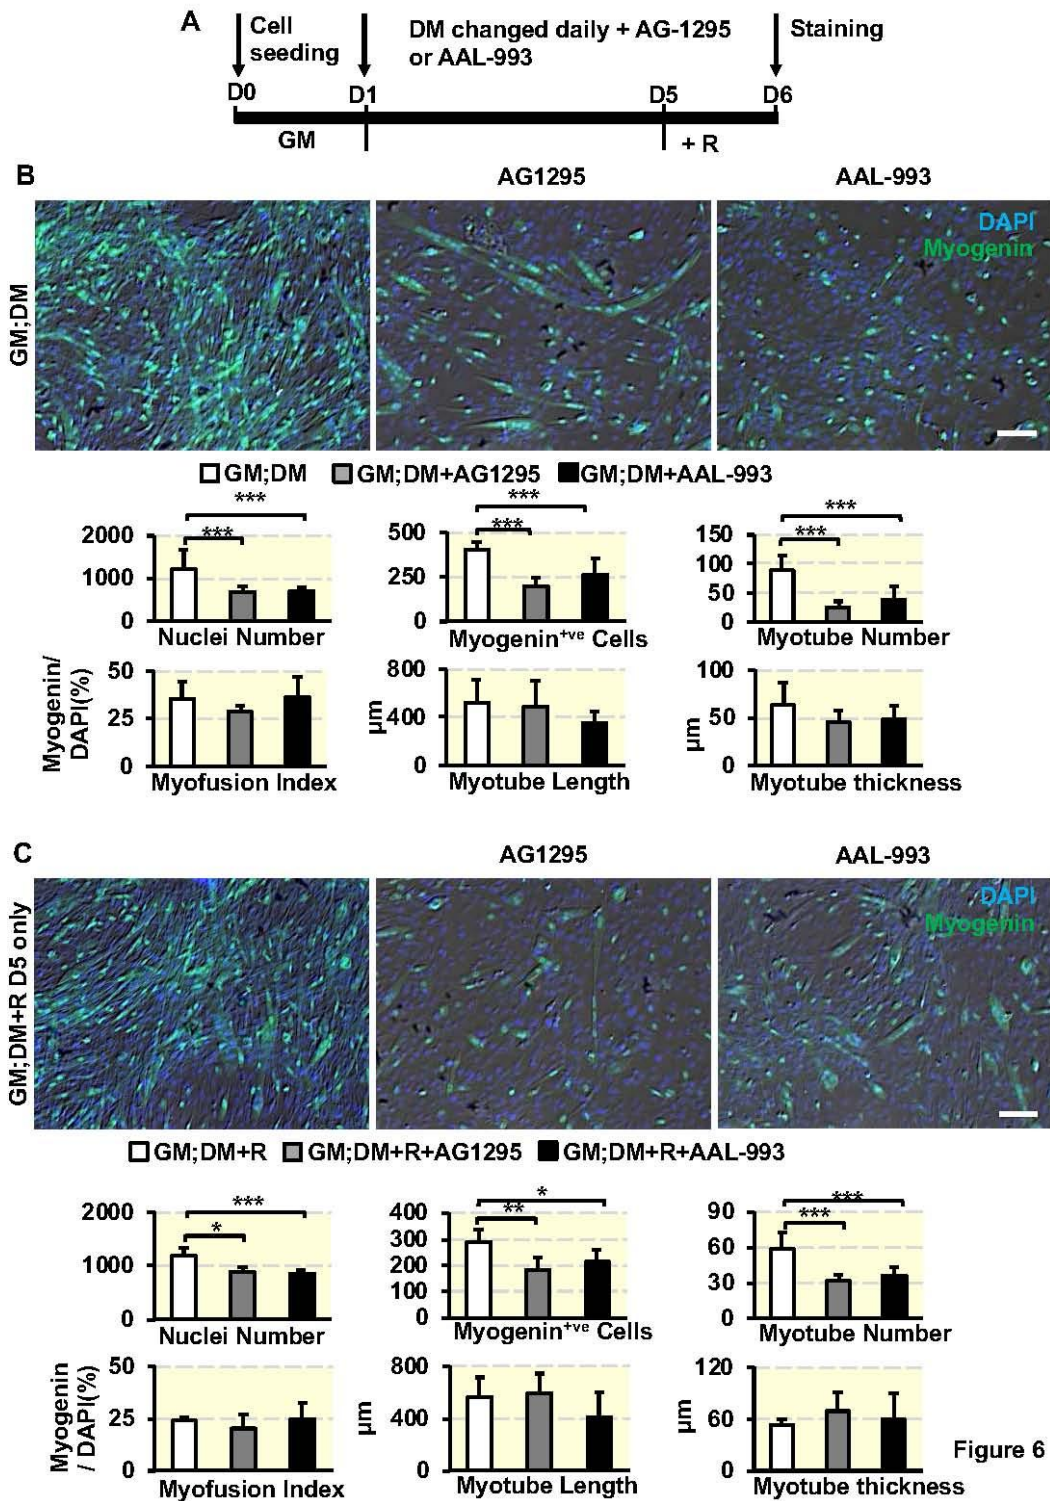 A
Cell
seeding
DM changed daily + AG-1295
or AAL-993
Staining
D0
D1
D5
D6
GM
+ R
B
AG1295
AAL-993
GM;DM
DAPI
Myogenin
GM;DM
GM;DM+AG1295
GM;DM+AAL-993
***
***
2000
1000
0
Nuclei Number
***
***
500
250
0
Myogenin+ve Cells
***
***
150
100
50
0
Myotube Number
Myogenin/
DAPI(%)
50
25
0
Myofusion Index
µm
800
400
0
Myotube Length
µm
100
50
0
Myotube thickness
C
AG1295
AAL-993
GM;DM+R D5 only
DAPI
Myogenin
GM;DM+R
GM;DM+R+AG1295
GM;DM+R+AAL-993
***
*
2000
1000
0
Nuclei Number
*
**
400
300
200
100
0
Myogenin+ve Cells
***
***
90
60
30
0
Myotube Number
Myogenin
/ DAPI(%)
50
25
0
Myofusion Index
µm
800
400
0
Myotube Length
µm
120
60
0
Myotube thickness
Figure 6